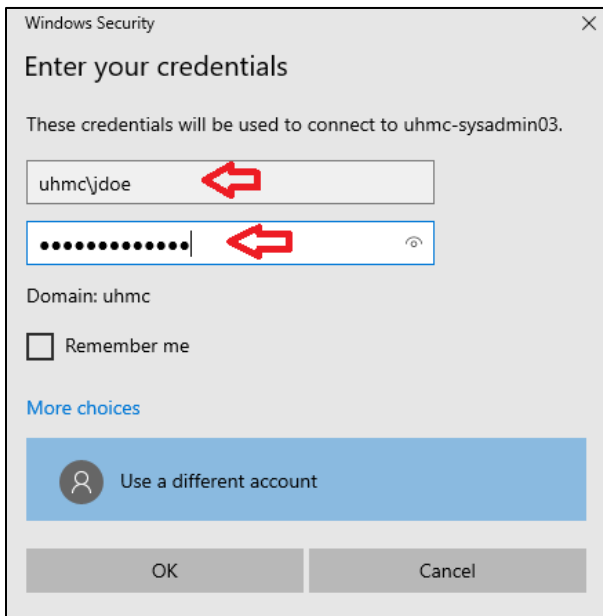 Windows Security
Enter your credentials
These credentials will be used to connect to uhmc-sysadmin03.
uhmc\jdoe
●●●●●●●●●●●●●
Domain: uhmc
Remember me
More choices
Use a different account
OK Cancel